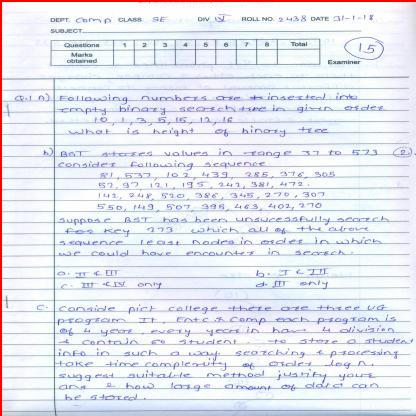 DEPT. Comp CLASS SE DIV IV ROLL NO. 2438 DATE 31-1-18
SUBJECT
Questions 1 2 3 4 5 6 7 8 Total
Marks obtained
15
Examiner
Q.1 A) Following numbers are inserted into
empty binary search tree in given order
10, 1, 3, 5, 15, 12, 16
what is height of binary tree
b) BST stores values in range 37 to 573 2.
consider following sequence.
81, 537, 102, 439, 285, 376, 305
52, 97, 121, 195, 242, 381, 472.
142, 248, 520, 386, 345, 270, 307
550, 149, 507, 395, 463, 402, 270
suppose BST has been unsucessfully search
for key 273 which all of the above
sequence least nodes in order in which
we could have encounter in search.
a. II & III b. I & III
c. III & IV only d. III only
C. Conside pict college there are three UG
program IT. Entc & Comp each program is
of 4 year. every year in have 4 division
& contain 60 student. to store a student
info in such a way. searching & processing
take time complexity of order log n.
suggest suitable method justify your
ans & how large amount of data can
be stored.